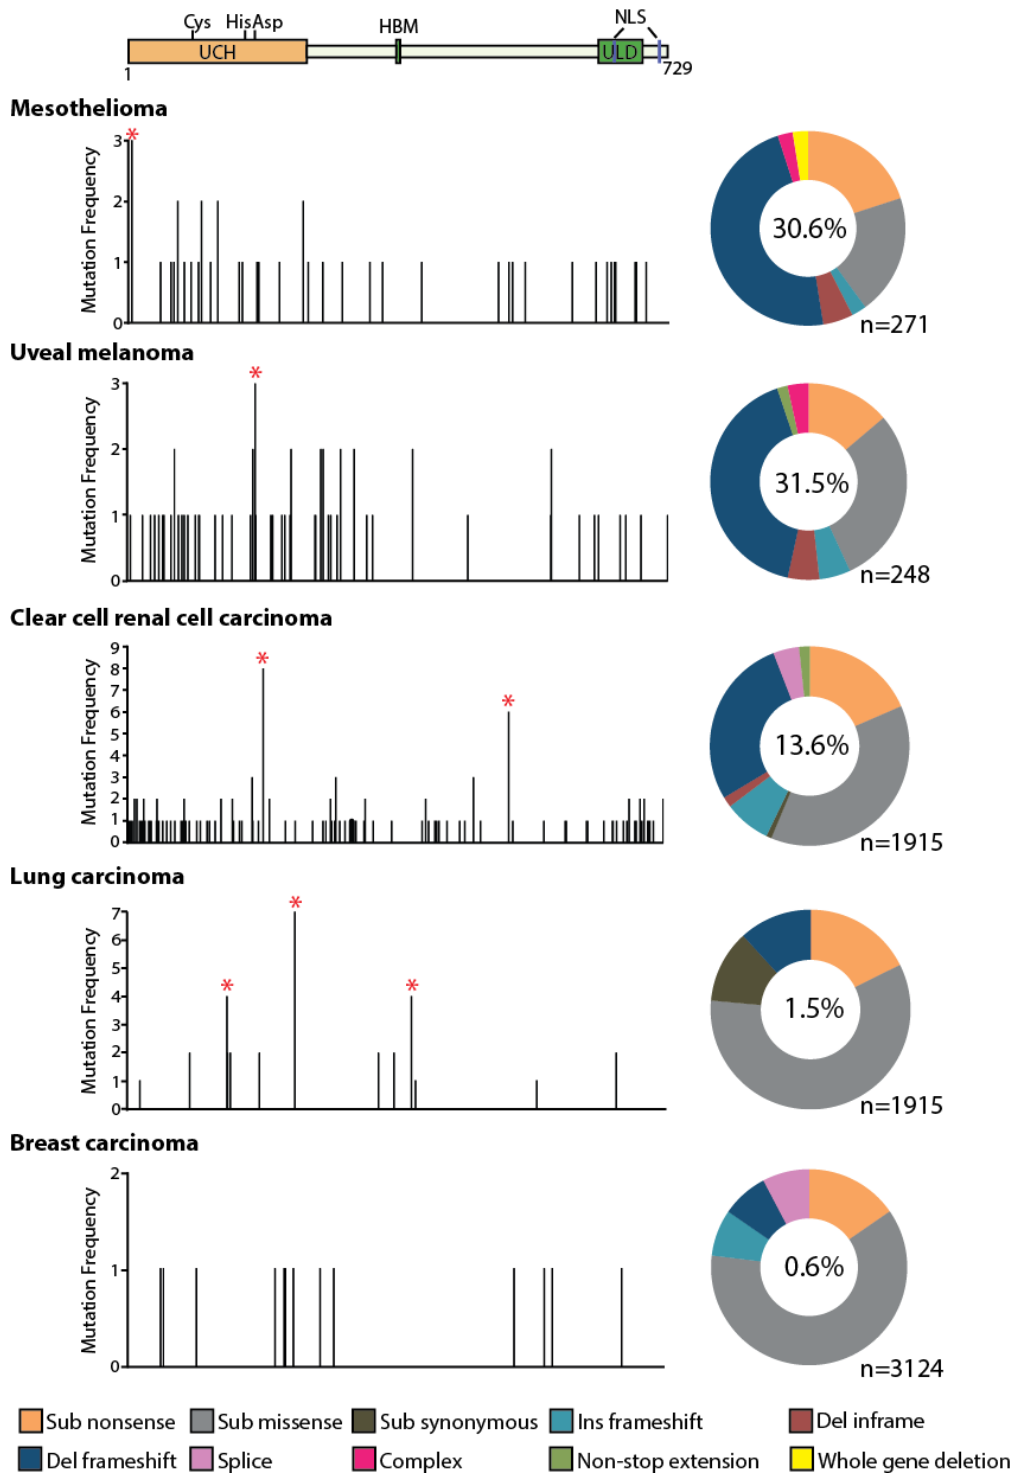 Cys HisAsp HBM NLS
UCH ULD
1 729
Mesothelioma
Mutation Frequency
3
2
1
0
*
30.6%
n=271
Uveal melanoma
Mutation Frequency
3
2
1
0
*
31.5%
n=248
Clear cell renal cell carcinoma
Mutation Frequency
9
8
7
6
5
4
3
2
1
0
* *
13.6%
n=1915
Lung carcinoma
Mutation Frequency
7
6
5
4
3
2
1
0
* * *
1.5%
n=1915
Breast carcinoma
Mutation Frequency
2
1
0
0.6%
n=3124
Sub nonsense Sub missense Sub synonymous Ins frameshift Del inframe
Del frameshift Splice Complex Non-stop extension Whole gene deletion